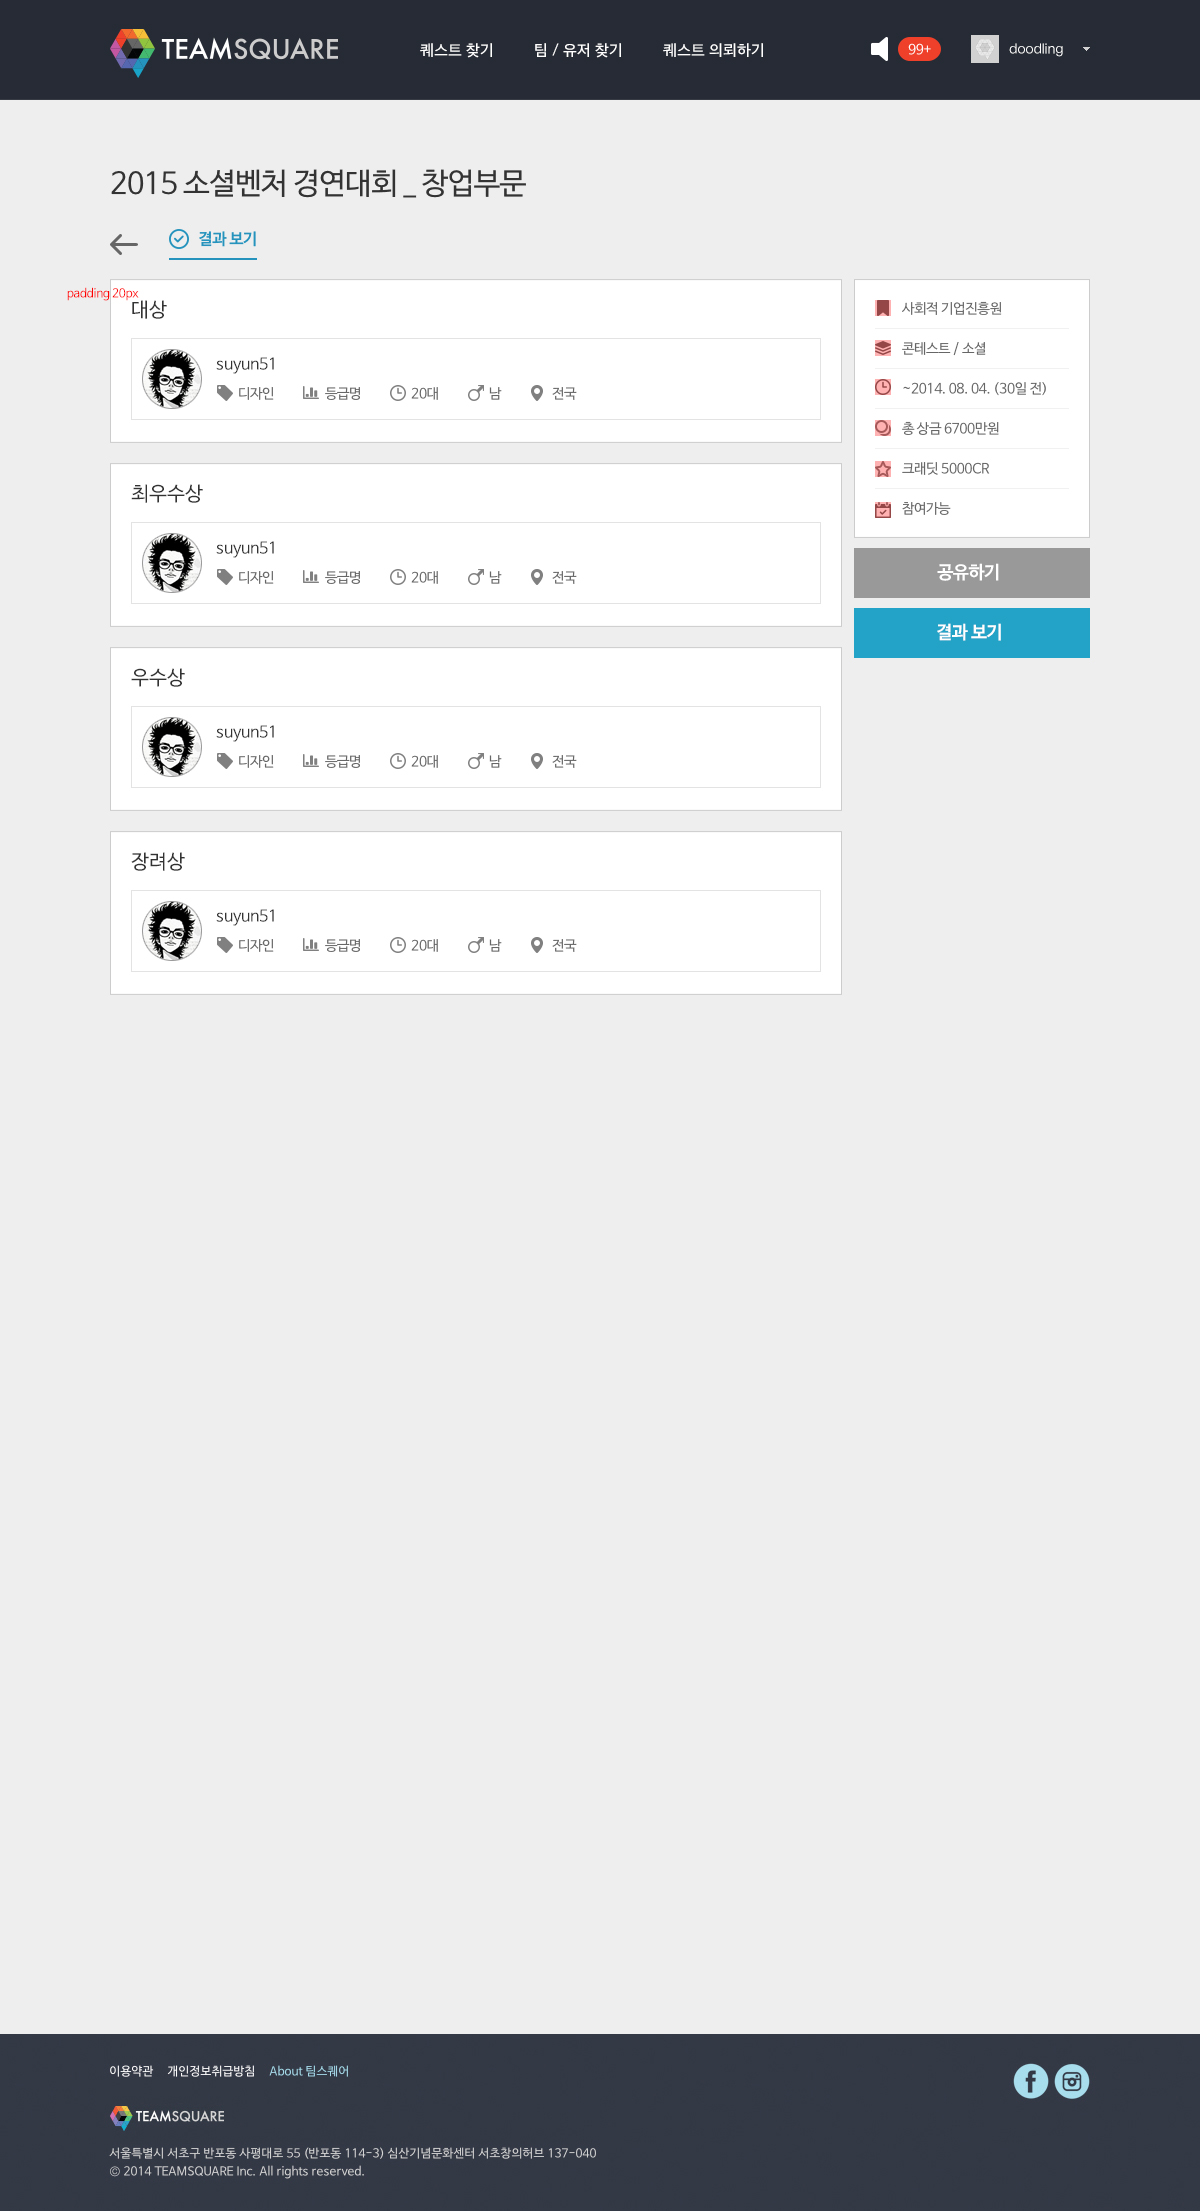 TEAMSQUARE
퀘스트 찾기 팀 / 유저 찾기 퀘스트 의뢰하기 99+ doodling
2015 소셜벤처 경연대회 _ 창업부문
결과 보기
padding 20px
대상
suyun51
디자인 등급명 20대 남 전국
최우수상
suyun51
디자인 등급명 20대 남 전국
우수상
suyun51
디자인 등급명 20대 남 전국
장려상
suyun51
디자인 등급명 20대 남 전국
사회적 기업진흥원
콘테스트 / 소셜
~2014. 08. 04. (30일 전)
총 상금 6700만원
크래딧 5000CR
참여가능
공유하기
결과 보기
이용약관 개인정보취급방침 About 팀스퀘어
TEAMSQUARE
서울특별시 서초구 반포동 사평대로 55 (반포동 114-3) 심산기념문화센터 서초창의허브 137-040
© 2014 TEAMSQUARE Inc. All rights reserved.